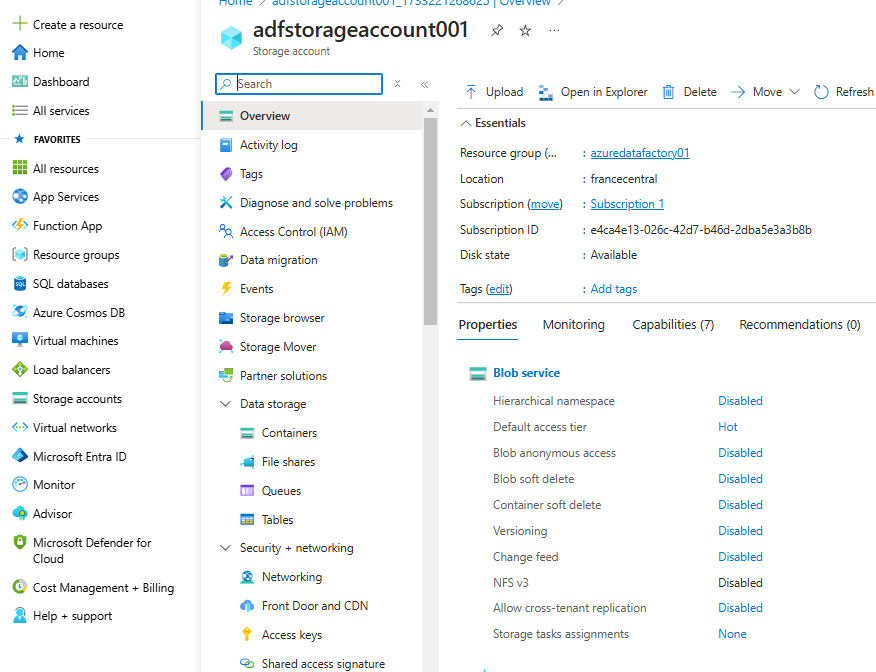 Home > adfstorageaccount001_1733221268625 | Overview >
adfstorageaccount001
Storage account
Create a resource
Home
Dashboard
All services
FAVORITES
All resources
App Services
Function App
Resource groups
SQL databases
Azure Cosmos DB
Virtual machines
Load balancers
Storage accounts
Virtual networks
Microsoft Entra ID
Monitor
Advisor
Microsoft Defender for
Cloud
Cost Management + Billing
Help + support
Search
Overview
Activity log
Tags
Diagnose and solve problems
Access Control (IAM)
Data migration
Events
Storage browser
Storage Mover
Partner solutions
Data storage
Containers
File shares
Queues
Tables
Security + networking
Networking
Front Door and CDN
Access keys
Shared access signature
Upload Open in Explorer Delete Move Refresh
Essentials
Resource group (... : azuredatafactory01
Location : francecentral
Subscription (move) : Subscription 1
Subscription ID : e4ca4e13-026c-42d7-b46d-2dba5e3a3b8b
Disk state : Available
Tags (edit) : Add tags
Properties Monitoring Capabilities (7) Recommendations (0)
Blob service
Hierarchical namespace Disabled
Default access tier Hot
Blob anonymous access Disabled
Blob soft delete Disabled
Container soft delete Disabled
Versioning Disabled
Change feed Disabled
NFS v3 Disabled
Allow cross-tenant replication Disabled
Storage tasks assignments None